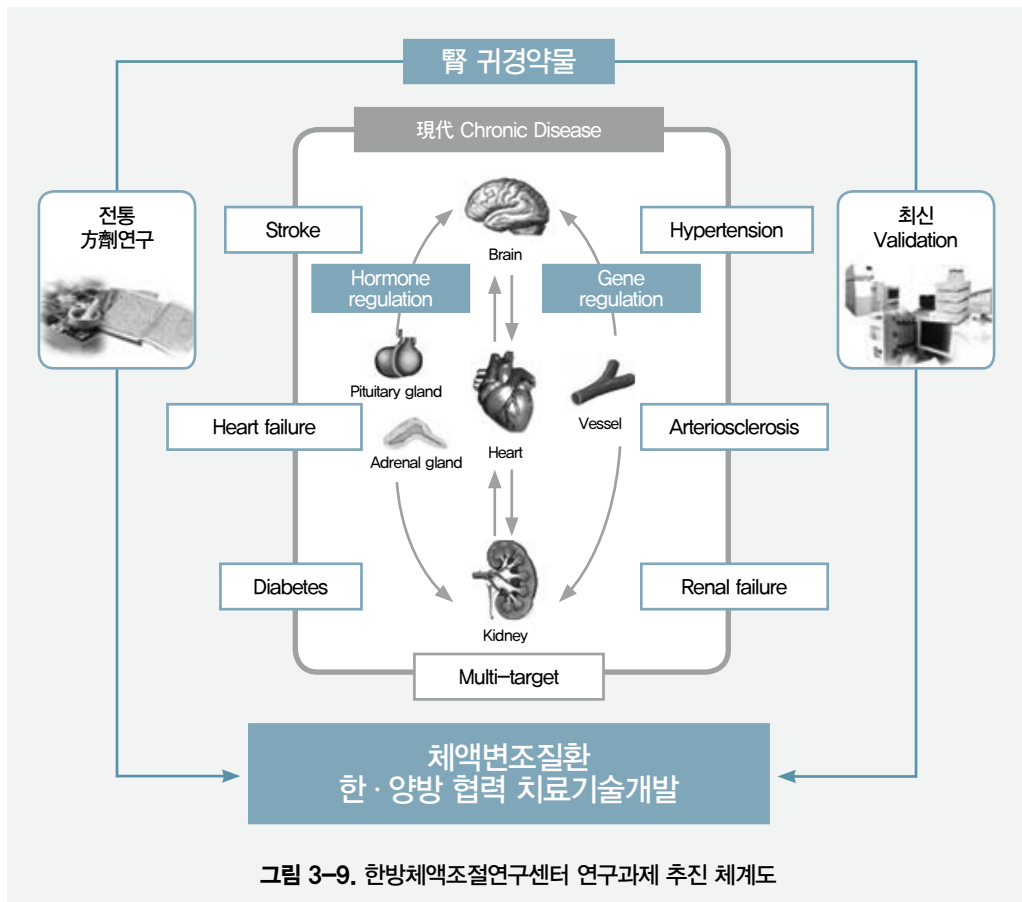 腎 귀경약물
現代 Chronic Disease
전통
方劑연구
최신
Validation
Stroke
Hypertension
Brain
Hormone
regulation
Gene
regulation
Pituitary gland
Adrenal gland
Heart
Vessel
Heart failure
Arteriosclerosis
Diabetes
Renal failure
Kidney
Multi-target
체액변조질환
한 · 양방 협력 치료기술개발
그림 3-9. 한방체액조절연구센터 연구과제 추진 체계도